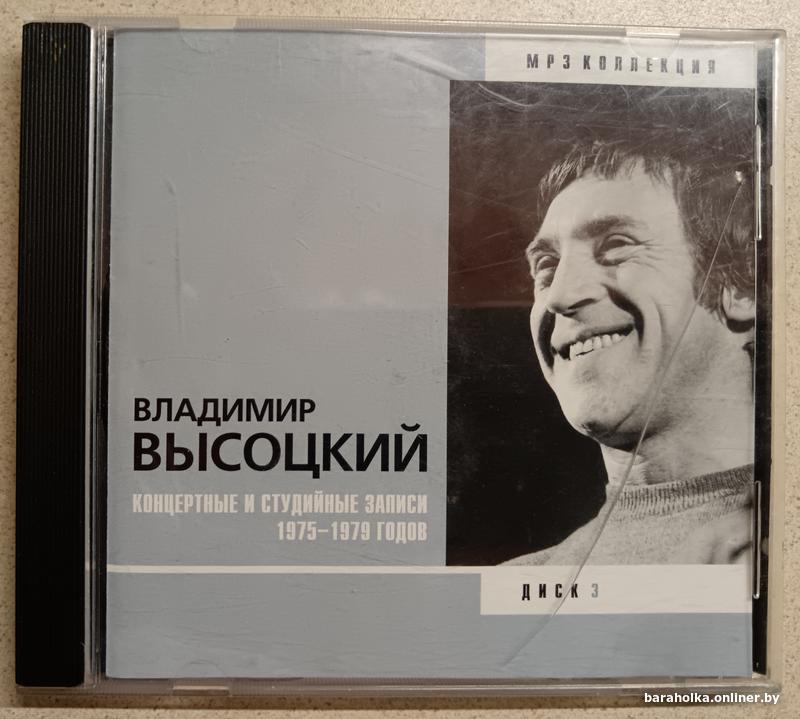 MP3 КОЛЛЕКЦИЯ
ВЛАДИМИР
ВЫСОЦКИЙ
КОНЦЕРТНЫЕ И СТУДИЙНЫЕ ЗАПИСИ
1975–1979 ГОДОВ
ДИСК 3
baraholka.onliner.by